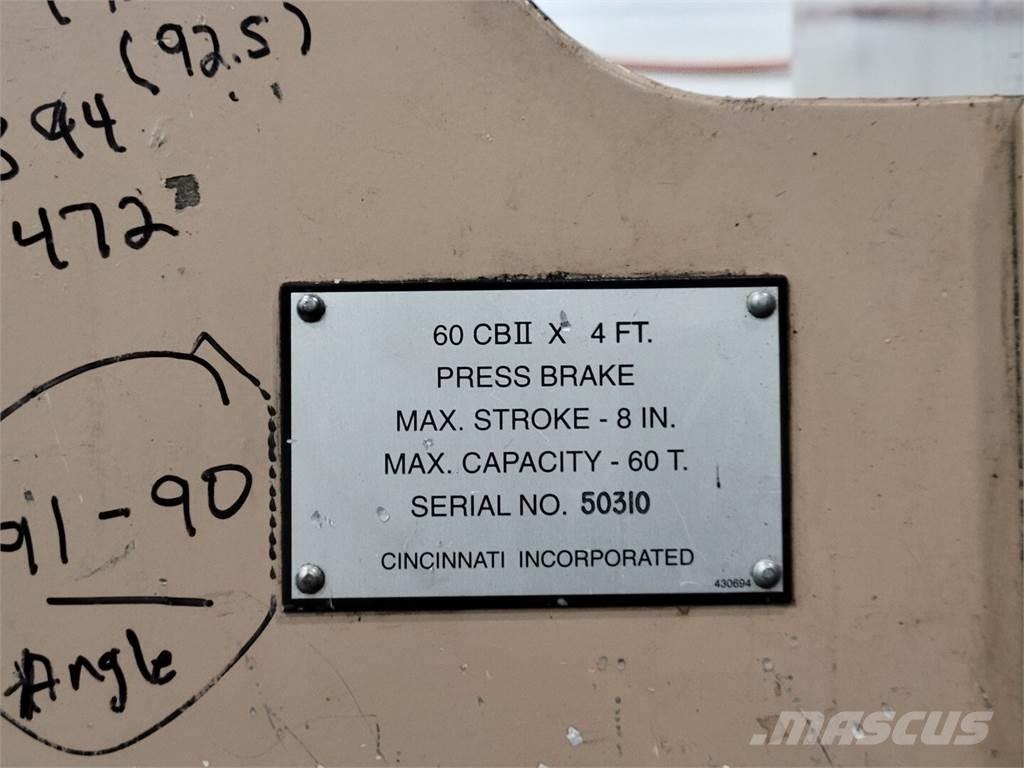 (92.5)
44
472
60 CBII X 4 FT.
PRESS BRAKE
MAX. STROKE - 8 IN.
MAX. CAPACITY - 60 T.
SERIAL NO. 50310
CINCINNATI INCORPORATED
430694
91-90
Angle
MASCUS